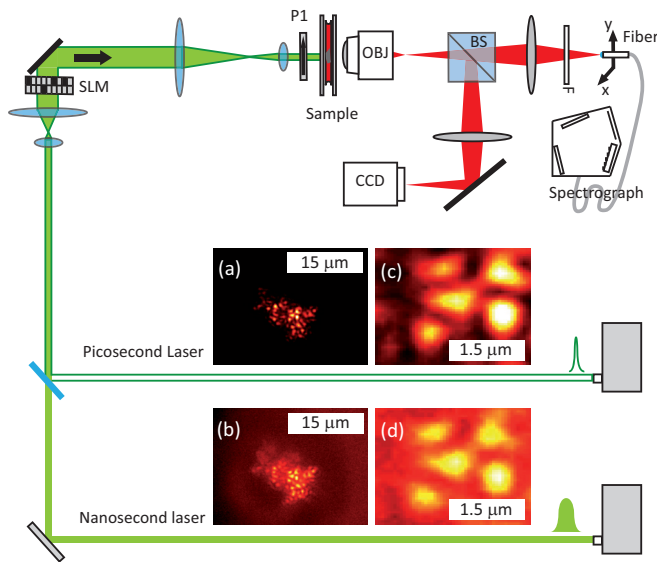 P1
y
Fiber
BS
OBJ
SLM
F
x
Sample
CCD
Spectrograph
(a)
15 μm
(c)
Picosecond Laser
1.5 μm
(b)
15 μm
(d)
1.5 μm
Nanosecond laser